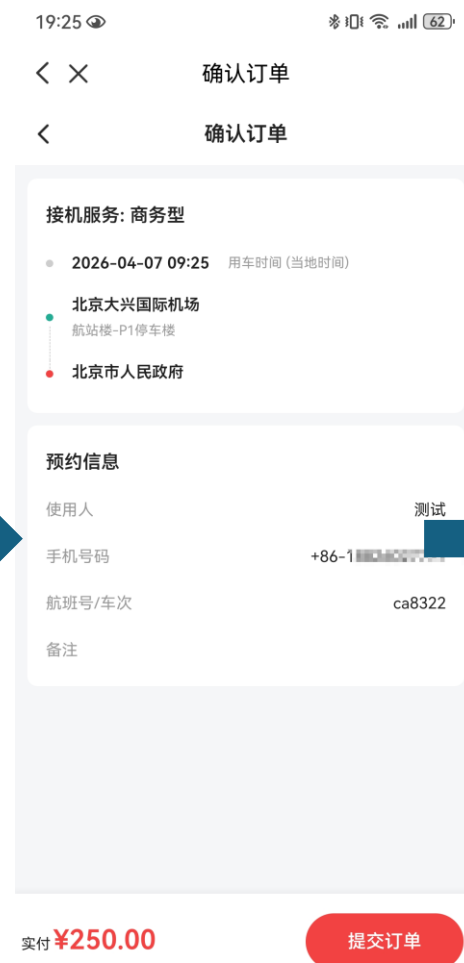 19:25
62
确认订单
确认订单
接机服务: 商务型
2026-04-07 09:25 用车时间 (当地时间)
北京大兴国际机场
航站楼-P1停车楼
北京市人民政府
预约信息
使用人 测试
手机号码 +86-1
航班号/车次 ca8322
备注
实付 ¥250.00 提交订单